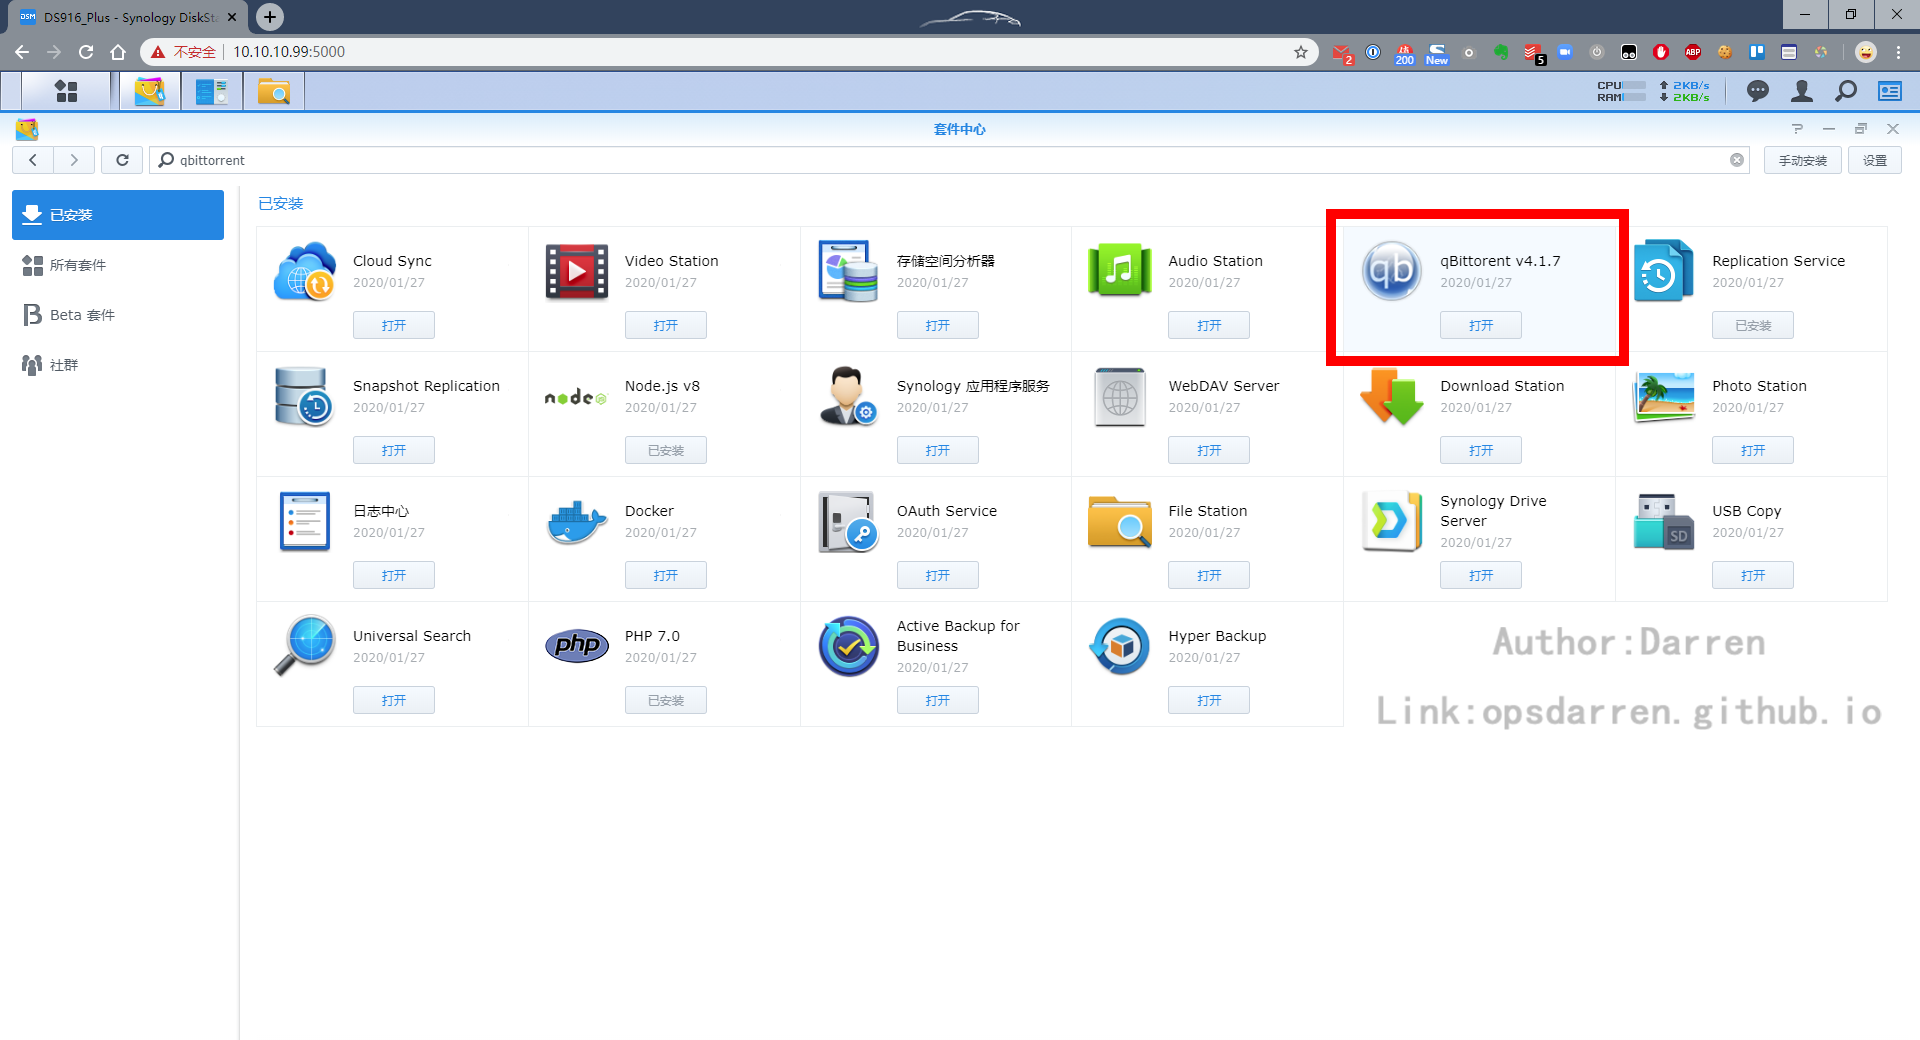 DS916_Plus - Synology DiskSt
不安全
10.10.10.99:5000
2
200
New
5
ABP
CPU
RAM
2KB/s
2KB/s
套件中心
qbittorrent
手动安装
设置
已安装
所有套件
Beta 套件
社群
已安装
Cloud Sync
2020/01/27
打开
Video Station
2020/01/27
打开
存储空间分析器
2020/01/27
打开
Audio Station
2020/01/27
打开
qb
qBittorent v4.1.7
2020/01/27
打开
Replication Service
2020/01/27
已安装
Snapshot Replication
2020/01/27
打开
node
Node.js v8
2020/01/27
已安装
Synology 应用程序服务
2020/01/27
打开
WebDAV Server
2020/01/27
打开
Download Station
2020/01/27
打开
Photo Station
2020/01/27
打开
日志中心
2020/01/27
打开
Docker
2020/01/27
打开
OAuth Service
2020/01/27
打开
File Station
2020/01/27
打开
Synology Drive
Server
2020/01/27
打开
SD
USB Copy
2020/01/27
打开
Universal Search
2020/01/27
打开
php
PHP 7.0
2020/01/27
已安装
Active Backup for
Business
2020/01/27
打开
Hyper Backup
2020/01/27
打开
Author:Darren
Link:opsdarren.github.io